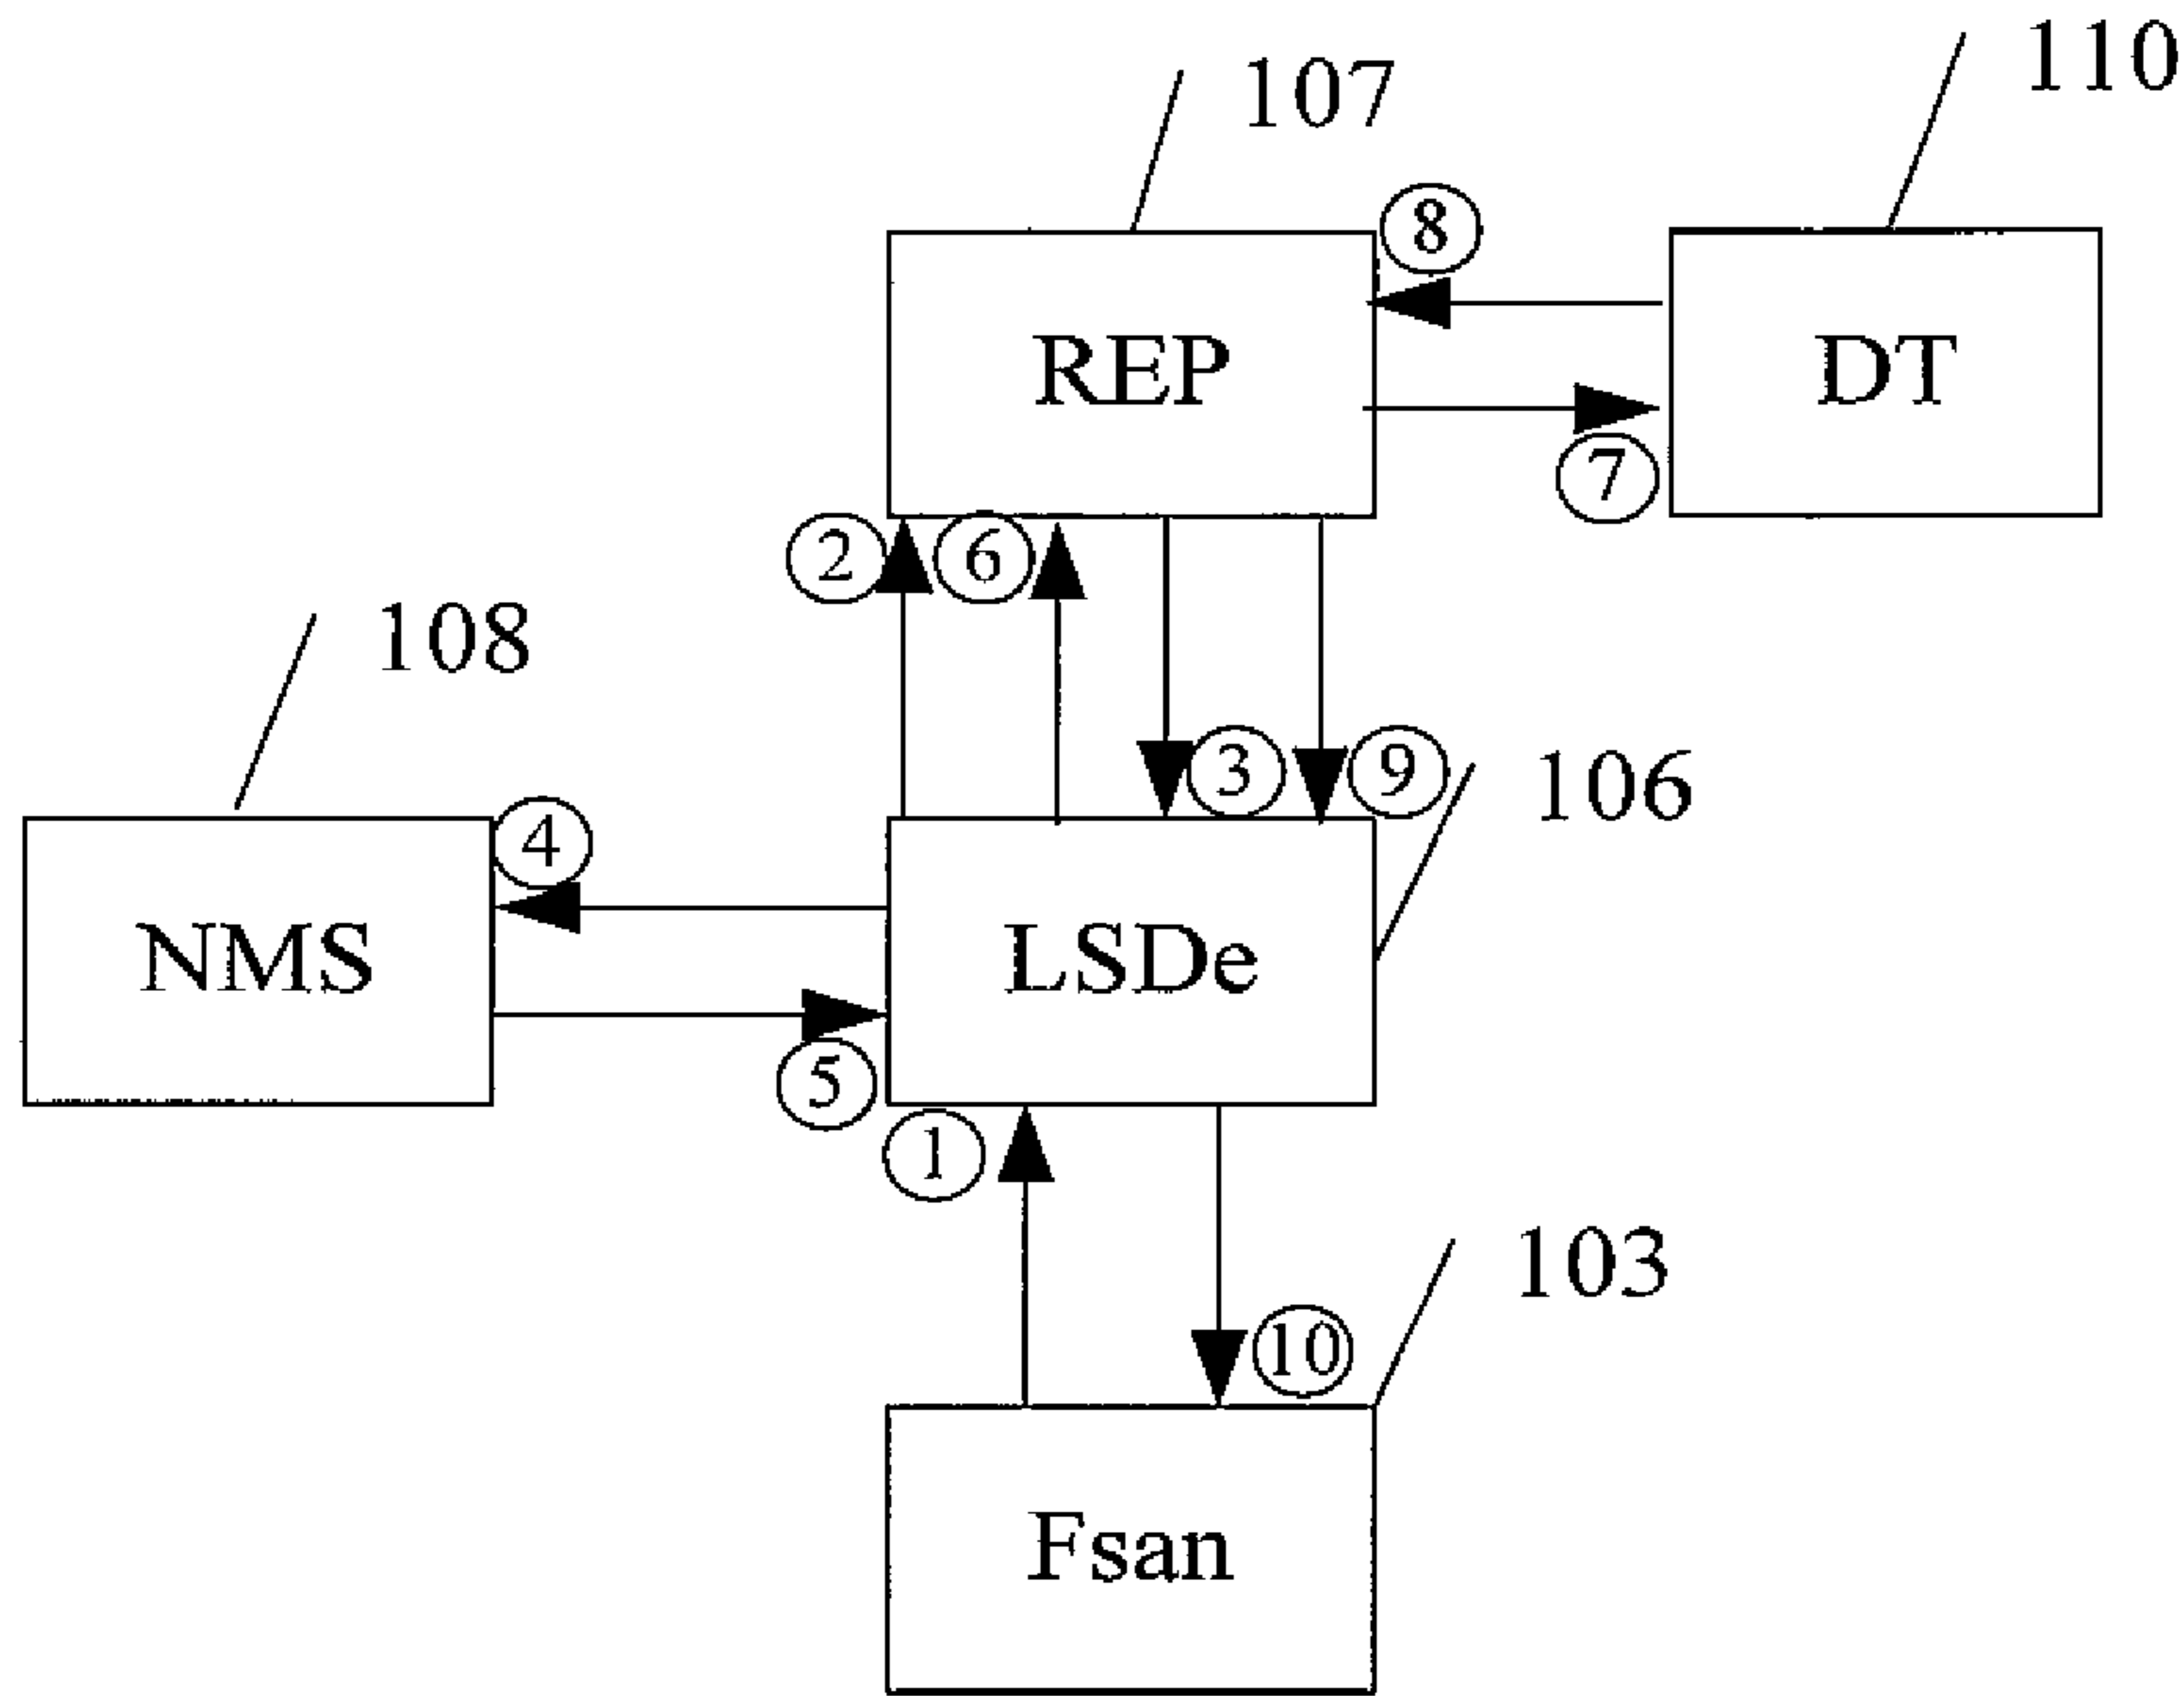 110
107
⑧
REP
DT
⑦
② ⑥
108
③ ⑨
106
④
NMS
LSDe
⑤
①
103
⑩
Fsan